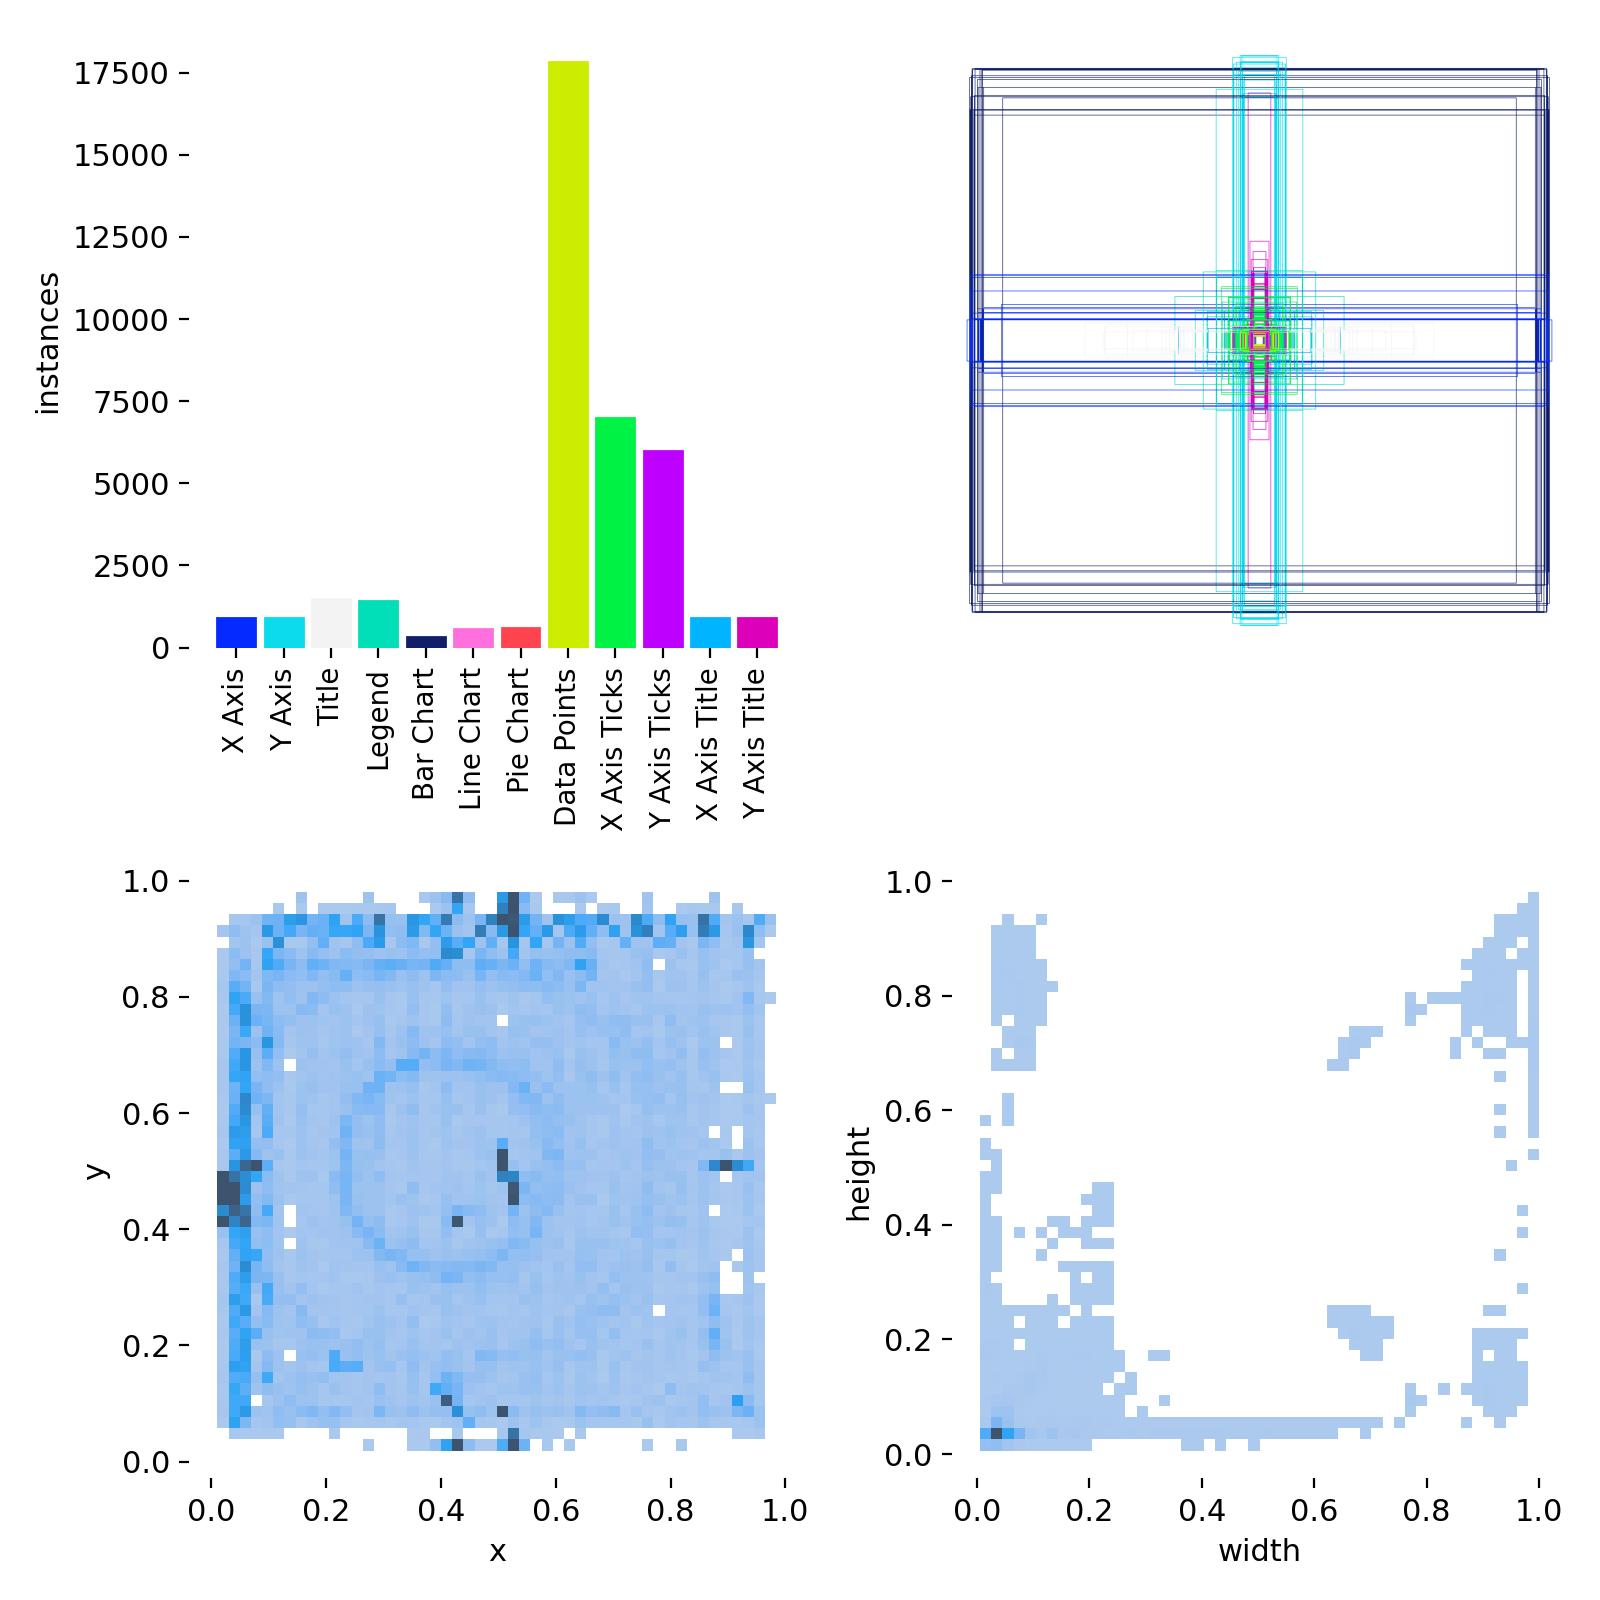 17500
15000
12500
10000
7500
5000
2500
0
instances
X Axis
Y Axis
Title
Legend
Bar Chart
Line Chart
Pie Chart
Data Points
X Axis Ticks
Y Axis Ticks
X Axis Title
Y Axis Title
1.0
0.8
0.6
0.4
0.2
0.0
y
0.0 0.2 0.4 0.6 0.8 1.0
x
1.0
0.8
0.6
0.4
0.2
0.0
height
0.0 0.2 0.4 0.6 0.8 1.0
width